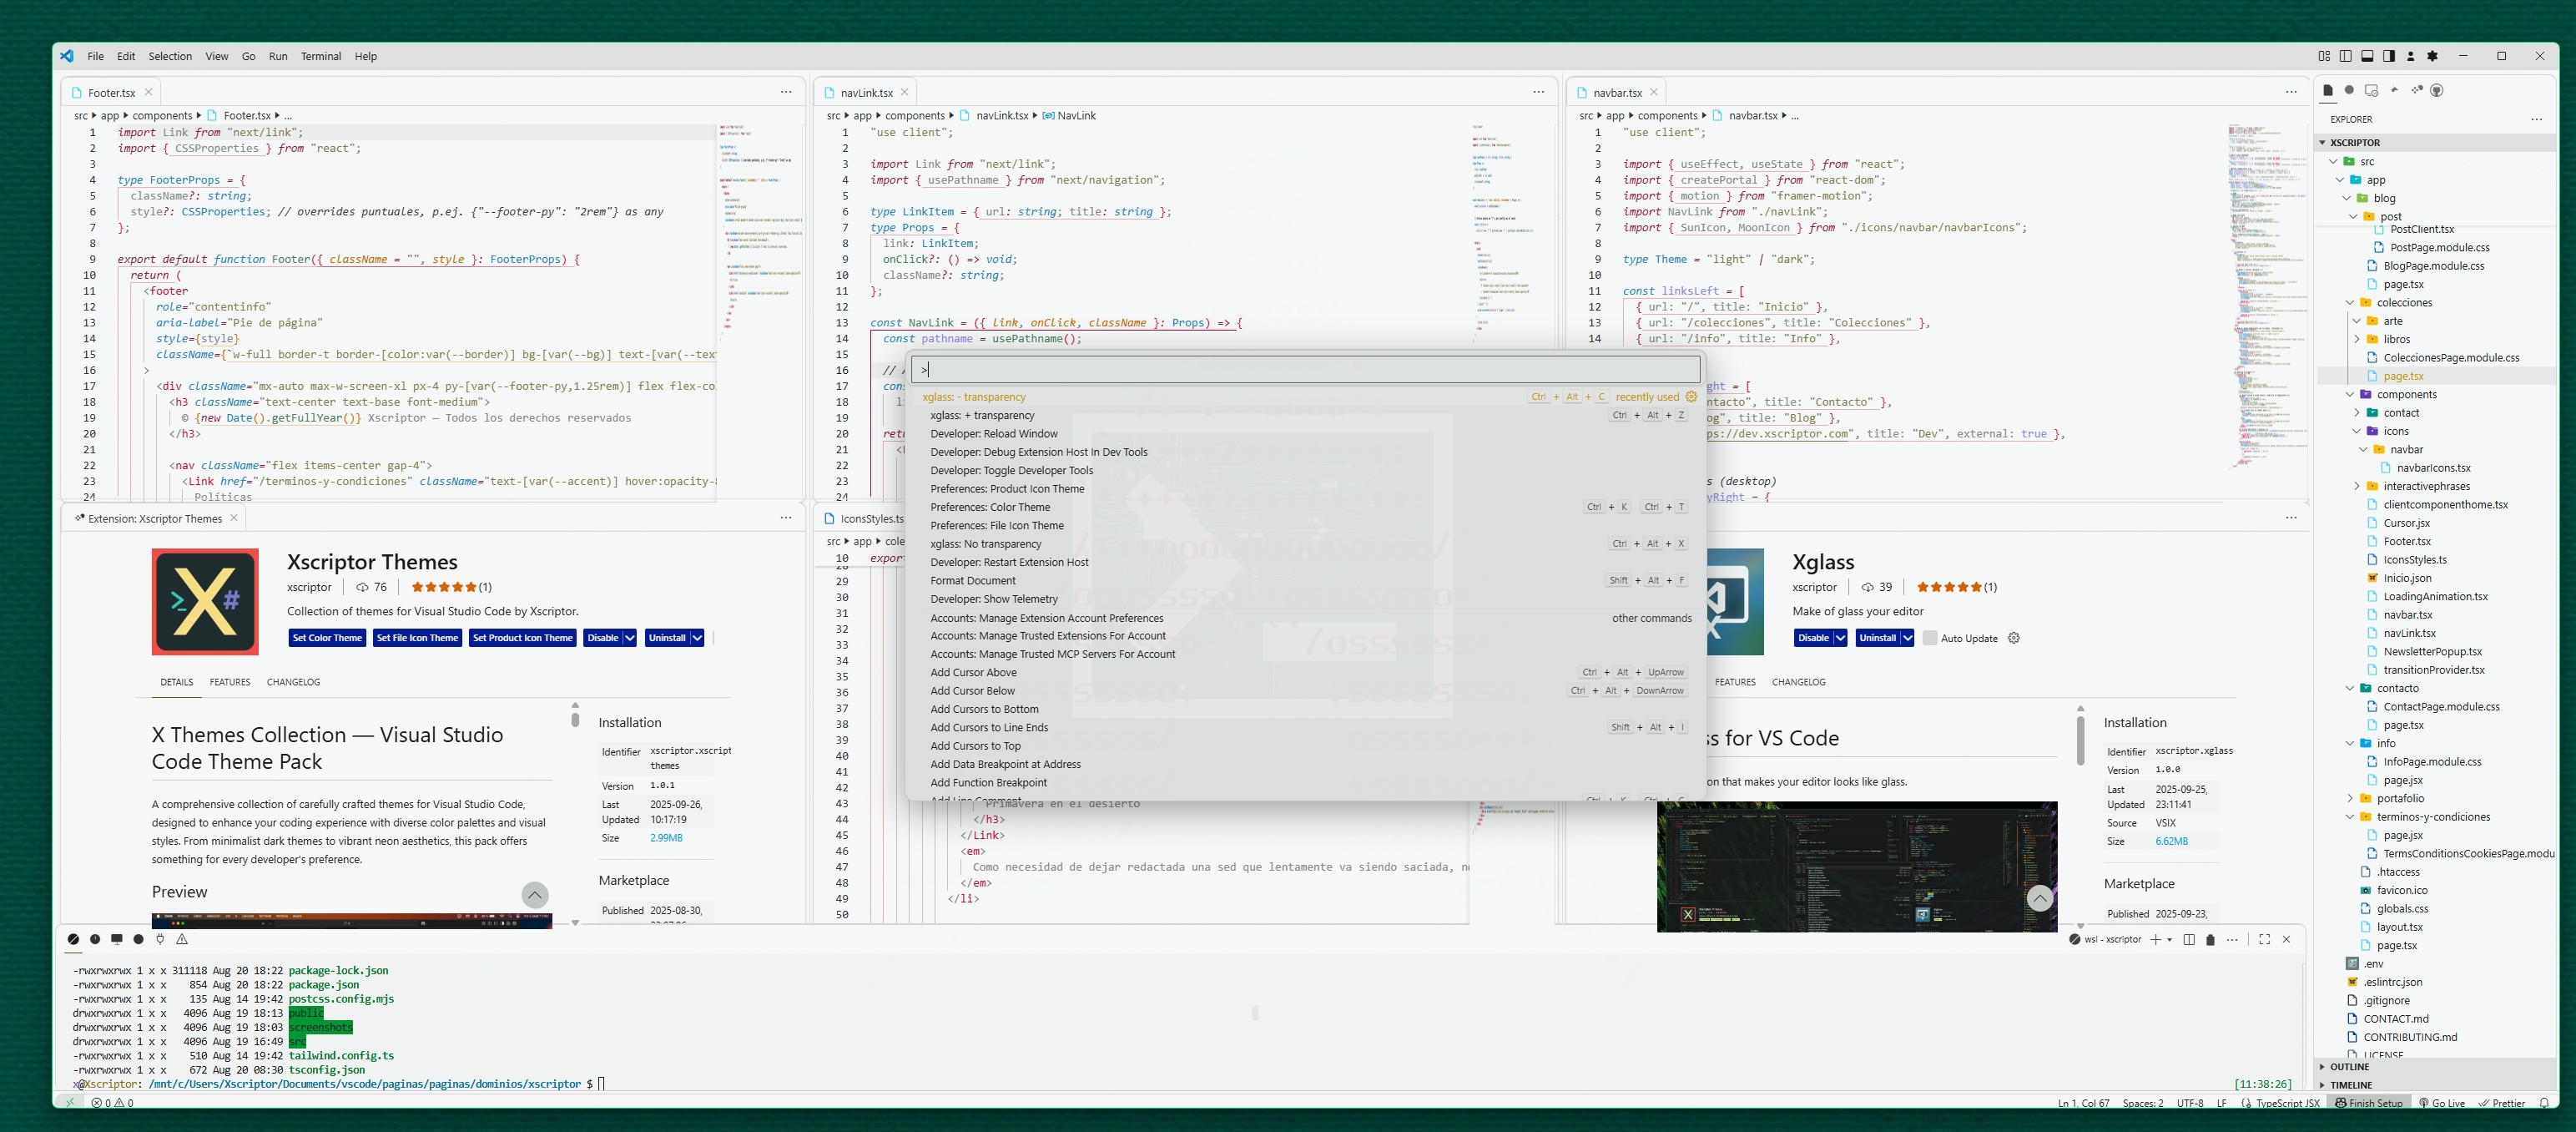 File Edit Selection View Go Run Terminal Help
Footer.tsx
src app components Footer.tsx ...
1 import Link from "next/link";
2 import { CSSProperties } from "react";
3
4 type FooterProps = {
5 className?: string;
6 style?: CSSProperties; // overrides puntuales, p.ej. {"--footer-py": "2rem"} as any
7 };
8
9 export default function Footer({ className = "", style }: FooterProps) {
10 return (
11 <footer
12 role="contentinfo"
13 aria-label="Pie de página"
14 style={style}
15 className={`w-full border-t border-[color:var(--border)] bg-[var(--bg)] text-[var(--text
16 >
17 <div className="mx-auto max-w-screen-xl px-4 py-[var(--footer-py,1.25rem)] flex flex-co
18 <h3 className="text-center text-base font-medium">
19 © {new Date().getFullYear()} Xscriptor — Todos los derechos reservados
20 </h3>
21
22 <nav className="flex items-center gap-4">
23 <Link href="/terminos-y-condiciones" className="text-[var(--accent)] hover:opacity-
24 Políticas
navLink.tsx
src app components navLink.tsx NavLink
1 "use client";
2
3 import Link from "next/link";
4 import { usePathname } from "next/navigation";
5
6 type LinkItem = { url: string; title: string };
7 type Props = {
8 link: LinkItem;
9 onClick?: () => void;
10 className?: string;
11 };
12
13 const NavLink = ({ link, onClick, className }: Props) => {
14 const pathname = usePathname();
15
16 //
17 cons
18 li
19
20 retu
21
22
23
24
navbar.tsx
src app components navbar.tsx ...
1 "use client";
2
3 import { useEffect, useState } from "react";
4 import { createPortal } from "react-dom";
5 import { motion } from "framer-motion";
6 import NavLink from "./navLink";
7 import { SunIcon, MoonIcon } from "./icons/navbar/navbarIcons";
8
9 type Theme = "light" | "dark";
10
11 const linksLeft = [
12 { url: "/", title: "Inicio" },
13 { url: "/colecciones", title: "Colecciones" },
14 { url: "/info", title: "Info" },
ght = [
ntacto", title: "Contacto" },
og", title: "Blog" },
ps://dev.xscriptor.com", title: "Dev", external: true },
s (desktop)
yRight = {
>
xglass: - transparency Ctrl + Alt + C recently used
xglass: + transparency Ctrl + Alt + Z
Developer: Reload Window
Developer: Debug Extension Host In Dev Tools
Developer: Toggle Developer Tools
Preferences: Product Icon Theme
Preferences: Color Theme Ctrl + K Ctrl + T
Preferences: File Icon Theme
xglass: No transparency Ctrl + Alt + X
Developer: Restart Extension Host
Format Document Shift + Alt + F
Developer: Show Telemetry
Accounts: Manage Extension Account Preferences other commands
Accounts: Manage Trusted Extensions For Account
Accounts: Manage Trusted MCP Servers For Account
Add Cursor Above Ctrl + Alt + UpArrow
Add Cursor Below Ctrl + Alt + DownArrow
Add Cursors to Bottom
Add Cursors to Line Ends Shift + Alt + I
Add Cursors to Top
Add Data Breakpoint at Address
Add Function Breakpoint
Add Line Comment Ctrl + K Ctrl + C
Extension: Xscriptor Themes
>_X#
Xscriptor Themes
xscriptor 76 (1)
Collection of themes for Visual Studio Code by Xscriptor.
Set Color Theme Set File Icon Theme Set Product Icon Theme Disable Uninstall
DETAILS FEATURES CHANGELOG
X Themes Collection — Visual Studio
Code Theme Pack
A comprehensive collection of carefully crafted themes for Visual Studio Code,
designed to enhance your coding experience with diverse color palettes and visual
styles. From minimalist dark themes to vibrant neon aesthetics, this pack offers
something for every developer's preference.
Preview
Installation
Identifier xscriptor.xscript
themes
Version 1.0.1
Last Updated 2025-09-26, 10:17:19
Size 2.99MB
Marketplace
Published 2025-08-30,
IconsStyles.ts
src app cole
10 export
28
29
30
31
32
33
34
35
36
37
38
39
40
41
42
43 Primavera en el desierto
44 </h3>
45 </Link>
46 <em>
47 Como necesidad de dejar redactada una sed que lentamente va siendo saciada, n
48 </em>
49 </li>
50
Xglass
xscriptor 39 (1)
Make of glass your editor
Disable Uninstall Auto Update
FEATURES CHANGELOG
ss for VS Code
on that makes your editor looks like glass.
Installation
Identifier xscriptor.xglass
Version 1.0.0
Last Updated 2025-09-25, 23:11:41
Source VSIX
Size 6.62MB
Marketplace
Published 2025-09-23,
wsl - xscriptor
-rwxrwxrwx 1 x x 311118 Aug 20 18:22 package-lock.json
-rwxrwxrwx 1 x x 854 Aug 20 18:22 package.json
-rwxrwxrwx 1 x x 135 Aug 14 19:42 postcss.config.mjs
drwxrwxrwx 1 x x 4096 Aug 19 18:13 public
drwxrwxrwx 1 x x 4096 Aug 19 18:03 screenshots
drwxrwxrwx 1 x x 4096 Aug 19 16:49 src
-rwxrwxrwx 1 x x 510 Aug 14 19:42 tailwind.config.ts
-rwxrwxrwx 1 x x 672 Aug 20 08:30 tsconfig.json
x@Xscriptor: /mnt/c/Users/Xscriptor/Documents/vscode/paginas/paginas/dominios/xscriptor $
[11:38:26]
EXPLORER
XSCRIPTOR
src
app
blog
post
PostClient.tsx
PostPage.module.css
BlogPage.module.css
page.tsx
colecciones
arte
libros
ColeccionesPage.module.css
page.tsx
components
contact
icons
navbar
navbarIcons.tsx
interactivephrases
clientcomponenthome.tsx
Cursor.jsx
Footer.tsx
IconsStyles.ts
Inicio.json
LoadingAnimation.tsx
navbar.tsx
navLink.tsx
NewsletterPopup.tsx
transitionProvider.tsx
contacto
ContactPage.module.css
page.tsx
info
InfoPage.module.css
page.jsx
portafolio
terminos-y-condiciones
page.jsx
TermsConditionsCookiesPage.modu
.htaccess
favicon.ico
globals.css
layout.tsx
page.tsx
.env
.eslintrc.json
.gitignore
CONTACT.md
CONTRIBUTING.md
LICENSE
OUTLINE
TIMELINE
0 0
Ln 1, Col 67 Spaces: 2 UTF-8 LF TypeScript JSX Finish Setup Go Live Prettier